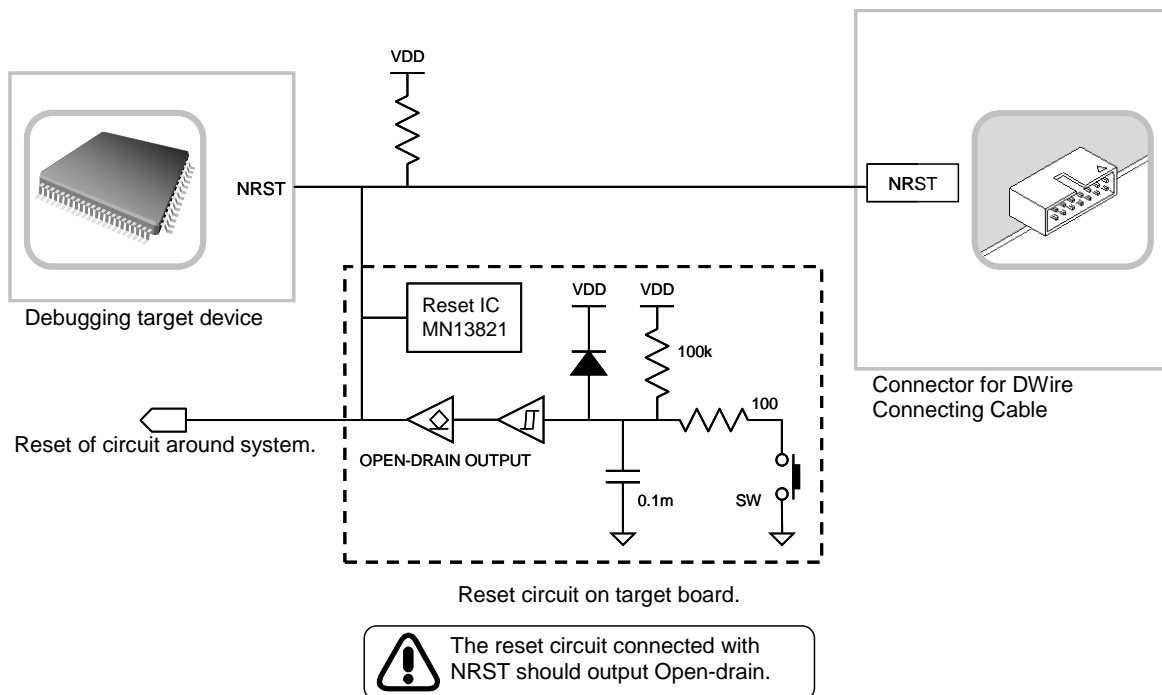 VDD
NRST
NRST
Debugging target device
Reset IC
MN13821
VDD
VDD
100k
100
Connector for DWire
Connecting Cable
Reset of circuit around system.
OPEN-DRAIN OUTPUT
0.1m
SW
Reset circuit on target board.
The reset circuit connected with
NRST should output Open-drain.